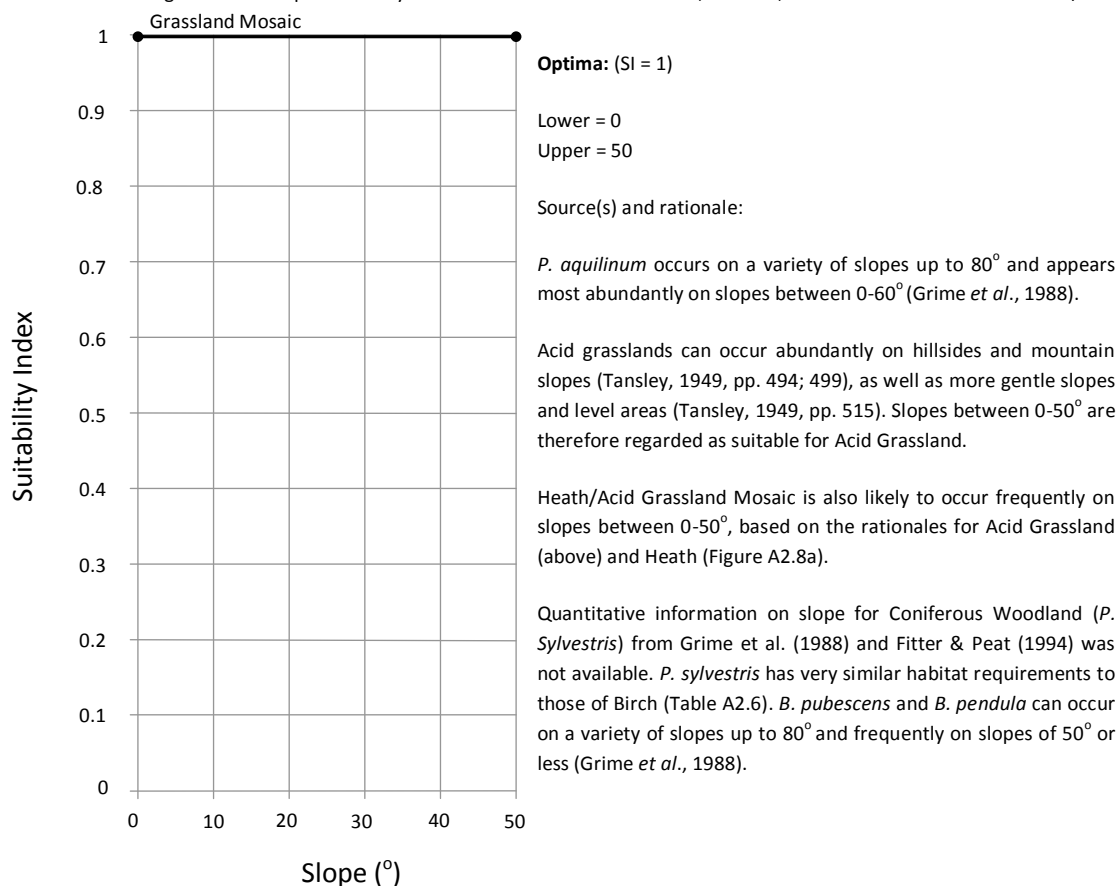 Grassland Mosaic
1
0.9
0.8
0.7
0.6
0.5
0.4
0.3
0.2
0.1
0
Suitability Index
0 10 20 30 40 50
Slope (°)
Optima: (SI = 1)
Lower = 0
Upper = 50
Source(s) and rationale:
P. aquilinum occurs on a variety of slopes up to 80° and appears
most abundantly on slopes between 0-60° (Grime et al., 1988).
Acid grasslands can occur abundantly on hillsides and mountain
slopes (Tansley, 1949, pp. 494; 499), as well as more gentle slopes
and level areas (Tansley, 1949, pp. 515). Slopes between 0-50° are
therefore regarded as suitable for Acid Grassland.
Heath/Acid Grassland Mosaic is also likely to occur frequently on
slopes between 0-50°, based on the rationales for Acid Grassland
(above) and Heath (Figure A2.8a).
Quantitative information on slope for Coniferous Woodland (P.
Sylvestris) from Grime et al. (1988) and Fitter & Peat (1994) was
not available. P. sylvestris has very similar habitat requirements to
those of Birch (Table A2.6). B. pubescens and B. pendula can occur
on a variety of slopes up to 80° and frequently on slopes of 50° or
less (Grime et al., 1988).